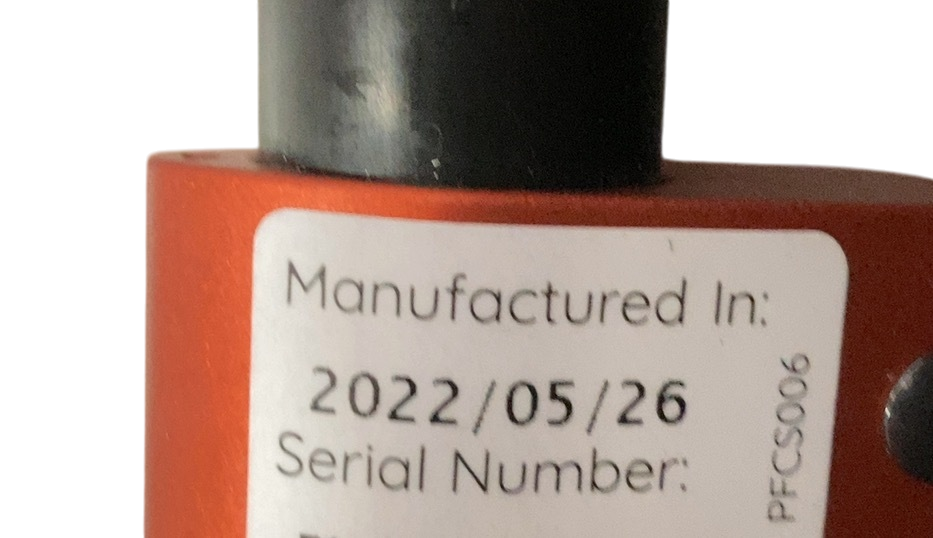 Manufactured In:
2022/05/26
Serial Number:
PFCS006